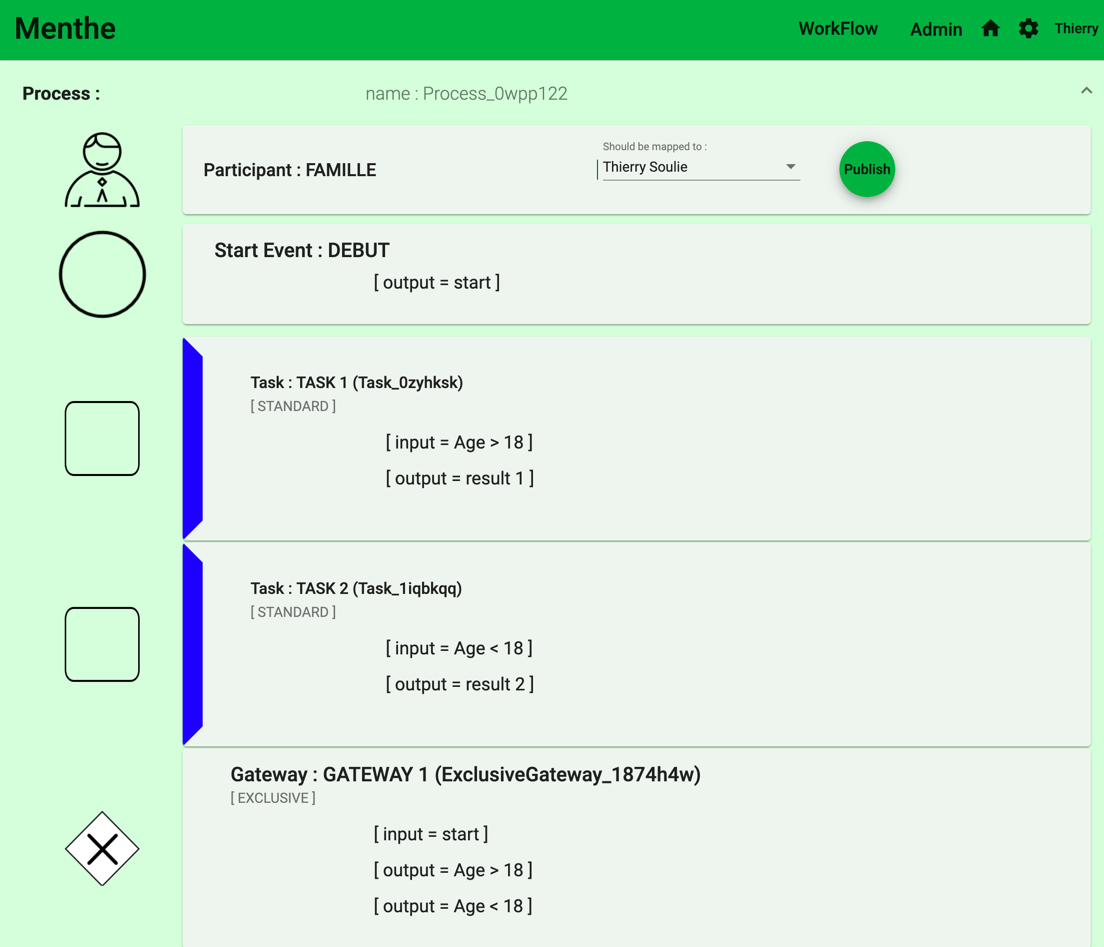 Menthe
WorkFlow Admin Thierry
Process : name : Process_0wpp122
Participant : FAMILLE
Should be mapped to :
Thierry Soulie
Publish
Start Event : DEBUT
[ output = start ]
Task : TASK 1 (Task_0zyhksk)
[ STANDARD ]
[ input = Age > 18 ]
[ output = result 1 ]
Task : TASK 2 (Task_1iqbkqq)
[ STANDARD ]
[ input = Age < 18 ]
[ output = result 2 ]
Gateway : GATEWAY 1 (ExclusiveGateway_1874h4w)
[ EXCLUSIVE ]
[ input = start ]
[ output = Age > 18 ]
[ output = Age < 18 ]